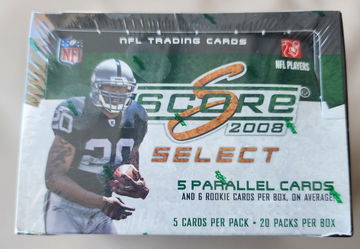 NFL TRADING CARDS
NFL
NFL PLAYERS
S
SCORE
2008
SELECT
20
5 PARALLEL CARDS
AND 6 ROOKIE CARDS PER BOX, ON AVERAGE!
5 CARDS PER PACK • 20 PACKS PER BOX